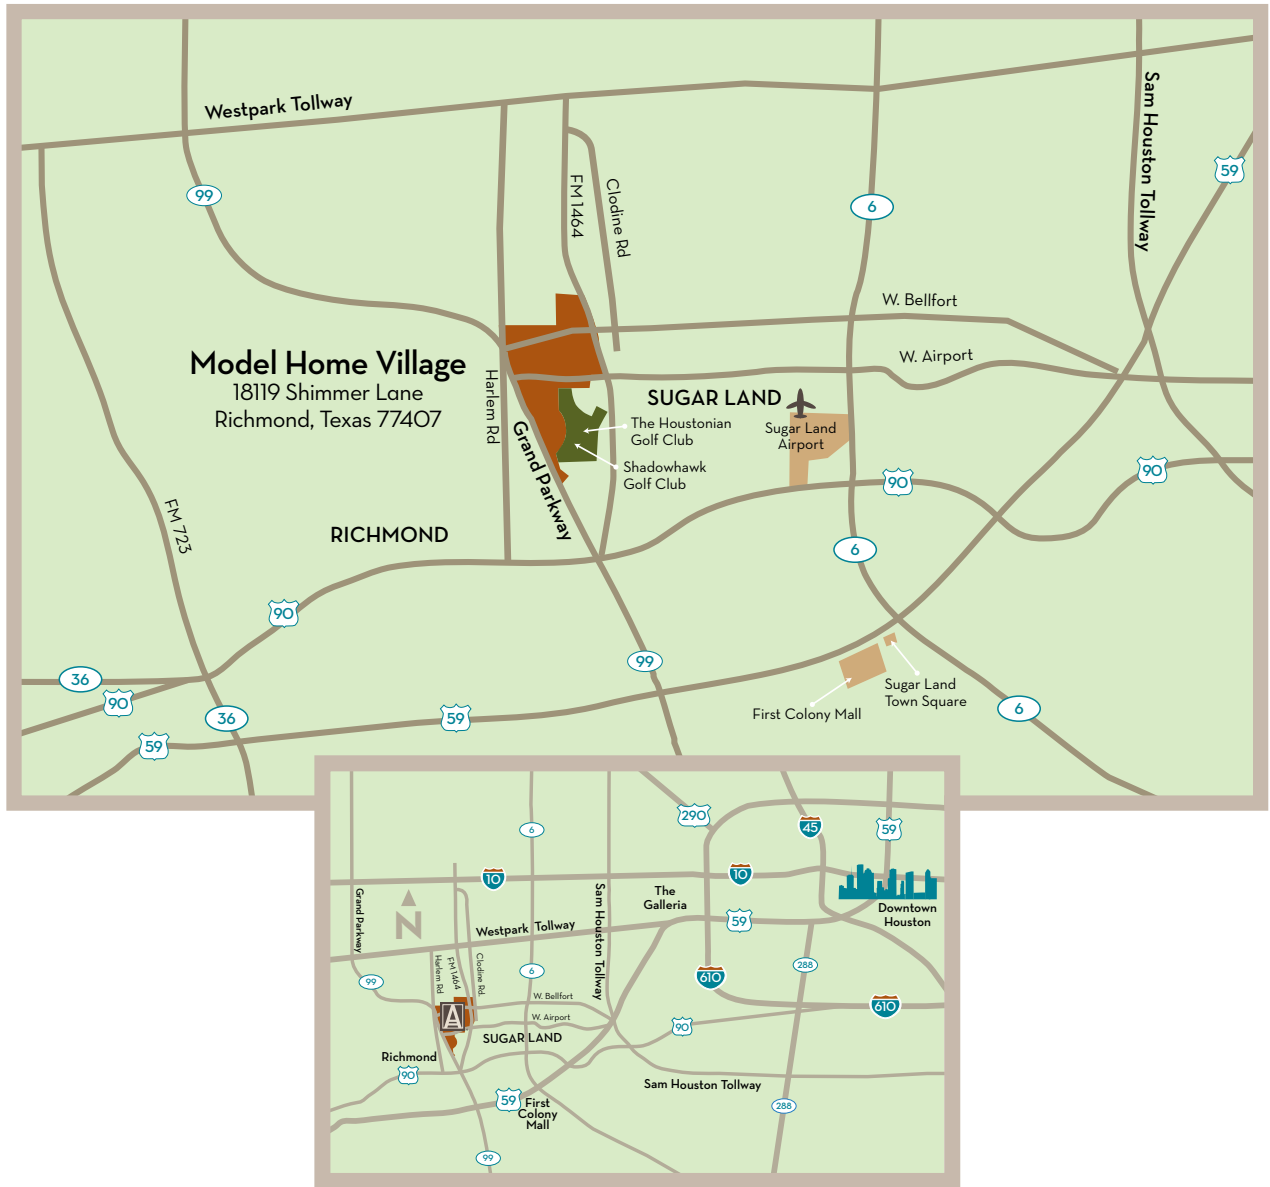 Westpark Tollway
Sam Houston Tollway
59
99
FM 1464
Clodine Rd
6
W. Bellfort
W. Airport
Model Home Village
18119 Shimmer Lane
Richmond, Texas 77407
Harlem Rd
Grand Parkway
SUGAR LAND
The Houstonian
Golf Club
Shadowhawk
Golf Club
Sugar Land
Airport
90
90
FM 723
RICHMOND
6
90
99
36
90
36
59
59
Sugar Land
Town Square
First Colony Mall
6
290
45
59
6
10
10
Grand Parkway
N
Sam Houston Tollway
The
Galleria
Downtown
Houston
Westpark Tollway
59
Harlem Rd
FM 1464
Clodine Rd.
99
6
288
610
610
W. Bellfort
W. Airport
A
SUGAR LAND
90
Richmond
90
Sam Houston Tollway
59
First
Colony
Mall
288
99